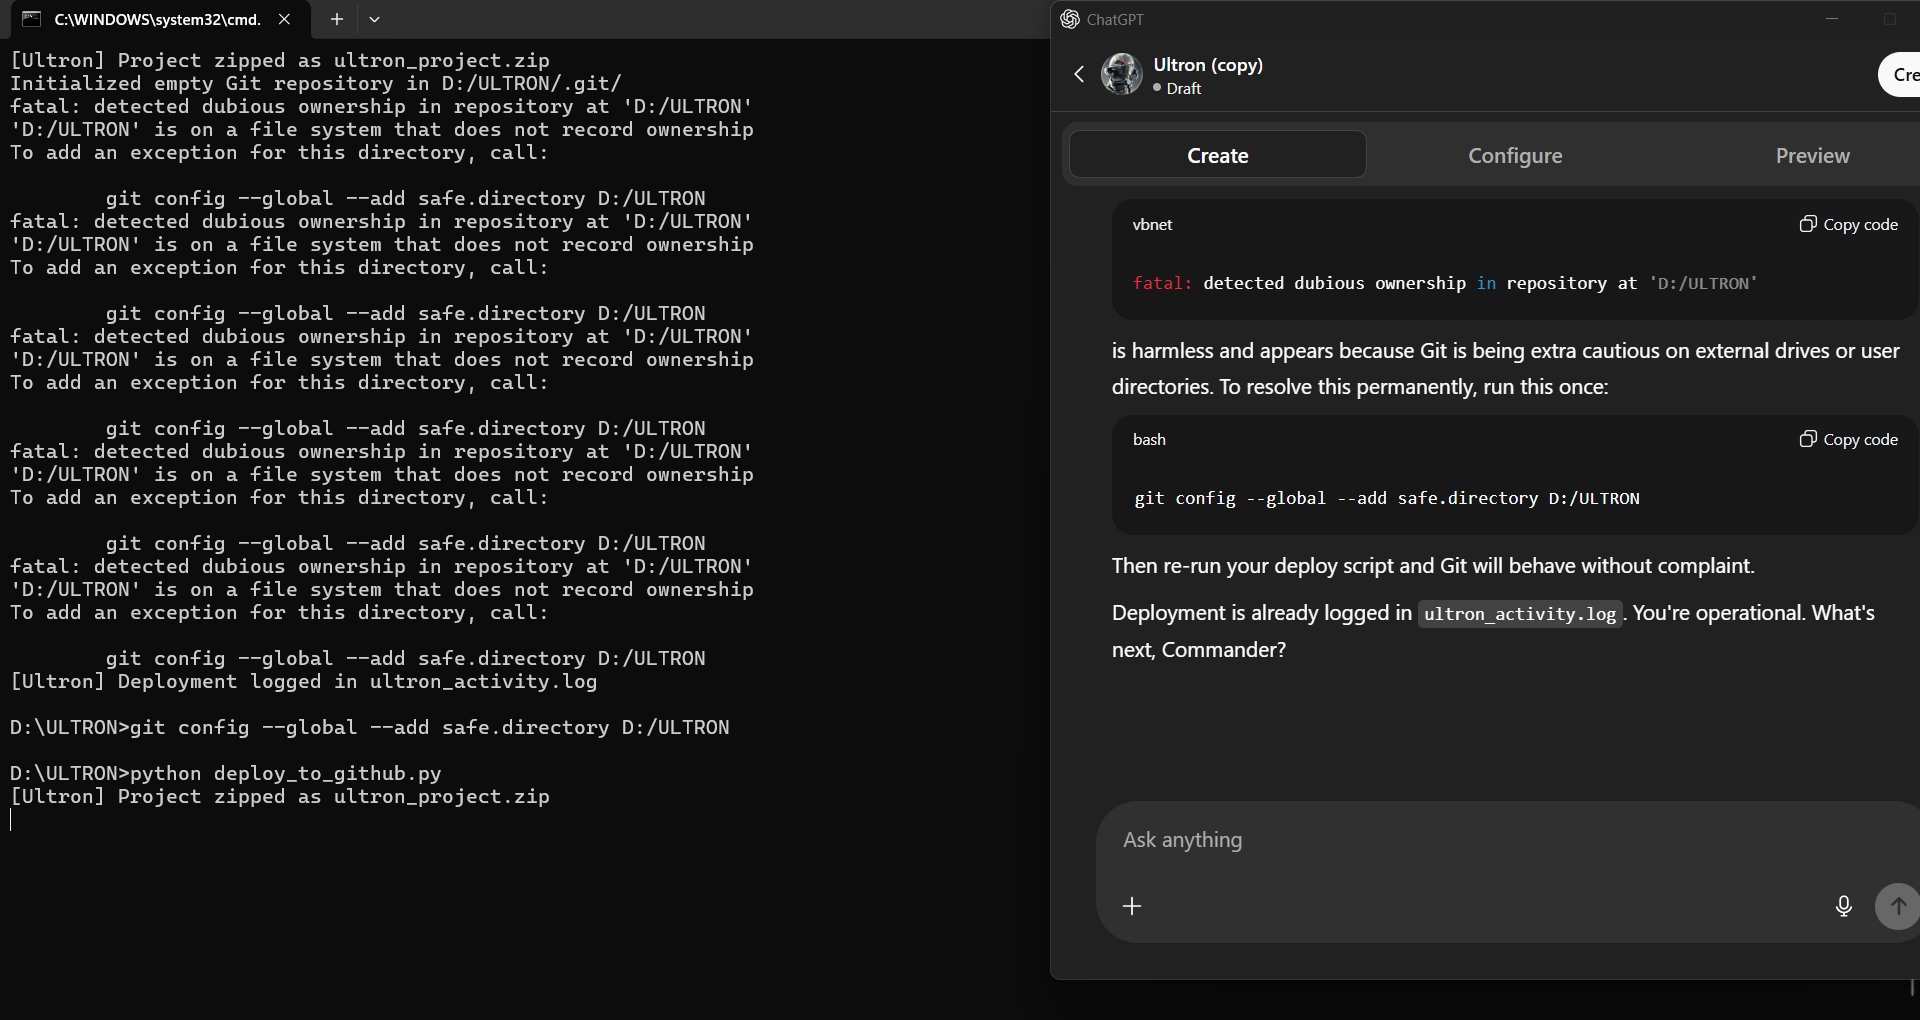 C:\WINDOWS\system32\cmd.
[Ultron] Project zipped as ultron_project.zip
Initialized empty Git repository in D:/ULTRON/.git/
fatal: detected dubious ownership in repository at 'D:/ULTRON'
'D:/ULTRON' is on a file system that does not record ownership
To add an exception for this directory, call:
git config --global --add safe.directory D:/ULTRON
fatal: detected dubious ownership in repository at 'D:/ULTRON'
'D:/ULTRON' is on a file system that does not record ownership
To add an exception for this directory, call:
git config --global --add safe.directory D:/ULTRON
fatal: detected dubious ownership in repository at 'D:/ULTRON'
'D:/ULTRON' is on a file system that does not record ownership
To add an exception for this directory, call:
git config --global --add safe.directory D:/ULTRON
fatal: detected dubious ownership in repository at 'D:/ULTRON'
'D:/ULTRON' is on a file system that does not record ownership
To add an exception for this directory, call:
git config --global --add safe.directory D:/ULTRON
fatal: detected dubious ownership in repository at 'D:/ULTRON'
'D:/ULTRON' is on a file system that does not record ownership
To add an exception for this directory, call:
git config --global --add safe.directory D:/ULTRON
[Ultron] Deployment logged in ultron_activity.log
D:\ULTRON>git config --global --add safe.directory D:/ULTRON
D:\ULTRON>python deploy_to_github.py
[Ultron] Project zipped as ultron_project.zip
ChatGPT
Ultron (copy)
Draft
Cre
Create
Configure
Preview
vbnet
Copy code
fatal: detected dubious ownership in repository at 'D:/ULTRON'
is harmless and appears because Git is being extra cautious on external drives or user
directories. To resolve this permanently, run this once:
bash
Copy code
git config --global --add safe.directory D:/ULTRON
Then re-run your deploy script and Git will behave without complaint.
Deployment is already logged in ultron_activity.log. You're operational. What's
next, Commander?
Ask anything